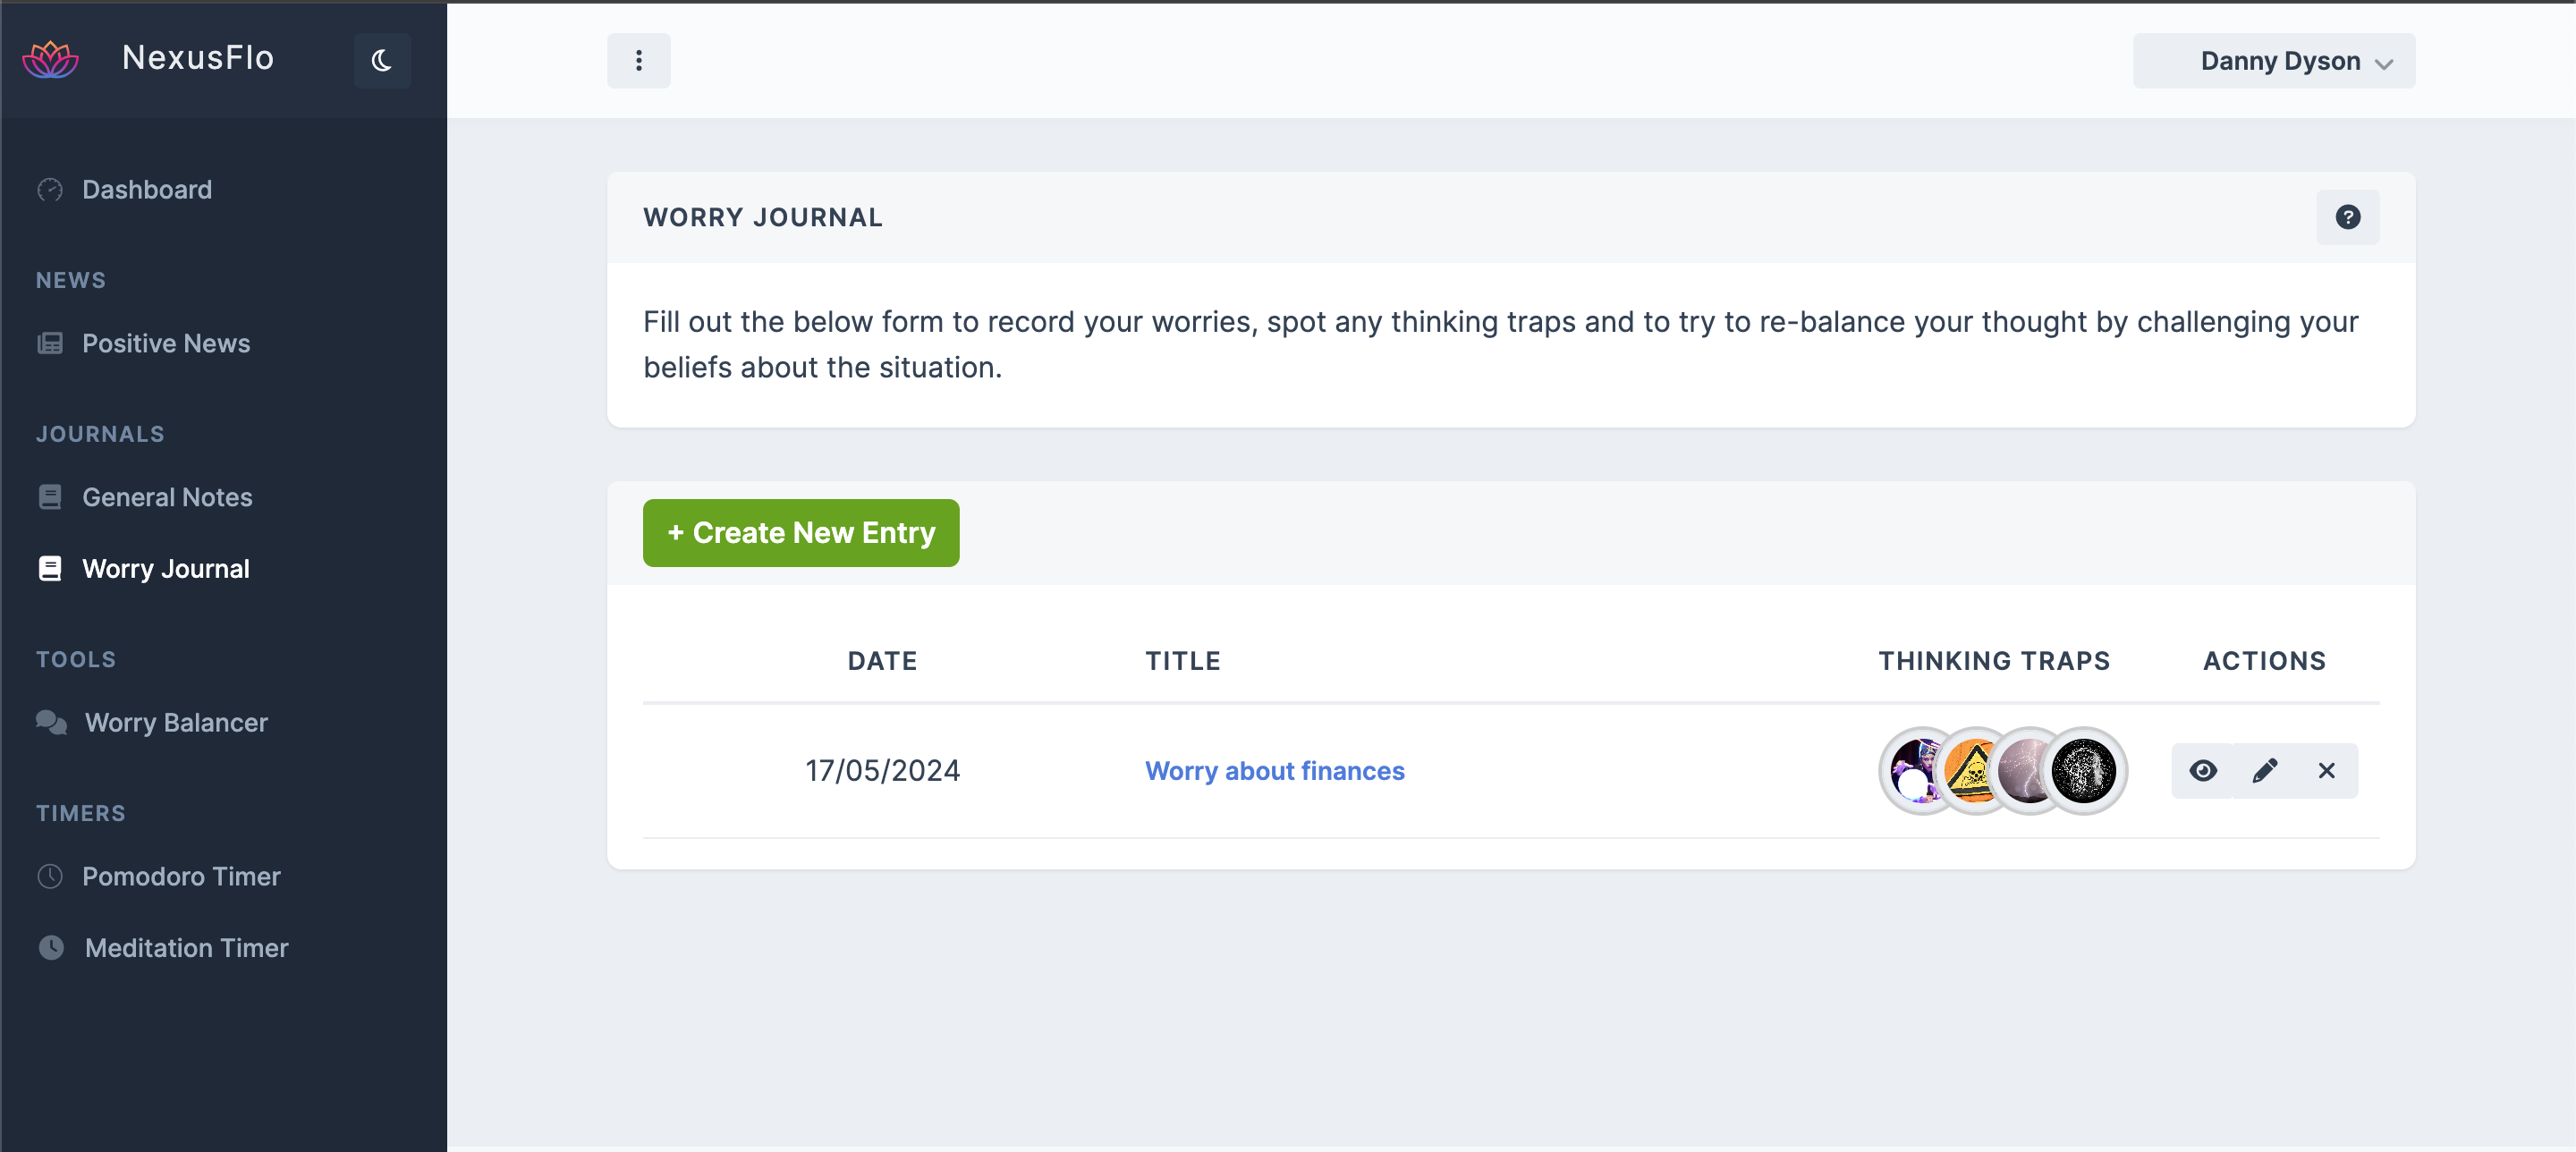 NexusFlo
Danny Dyson
Dashboard
NEWS
Positive News
JOURNALS
General Notes
Worry Journal
TOOLS
Worry Balancer
TIMERS
Pomodoro Timer
Meditation Timer
WORRY JOURNAL
?
Fill out the below form to record your worries, spot any thinking traps and to try to re-balance your thought by challenging your
beliefs about the situation.
+ Create New Entry
DATE TITLE THINKING TRAPS ACTIONS
17/05/2024 Worry about finances